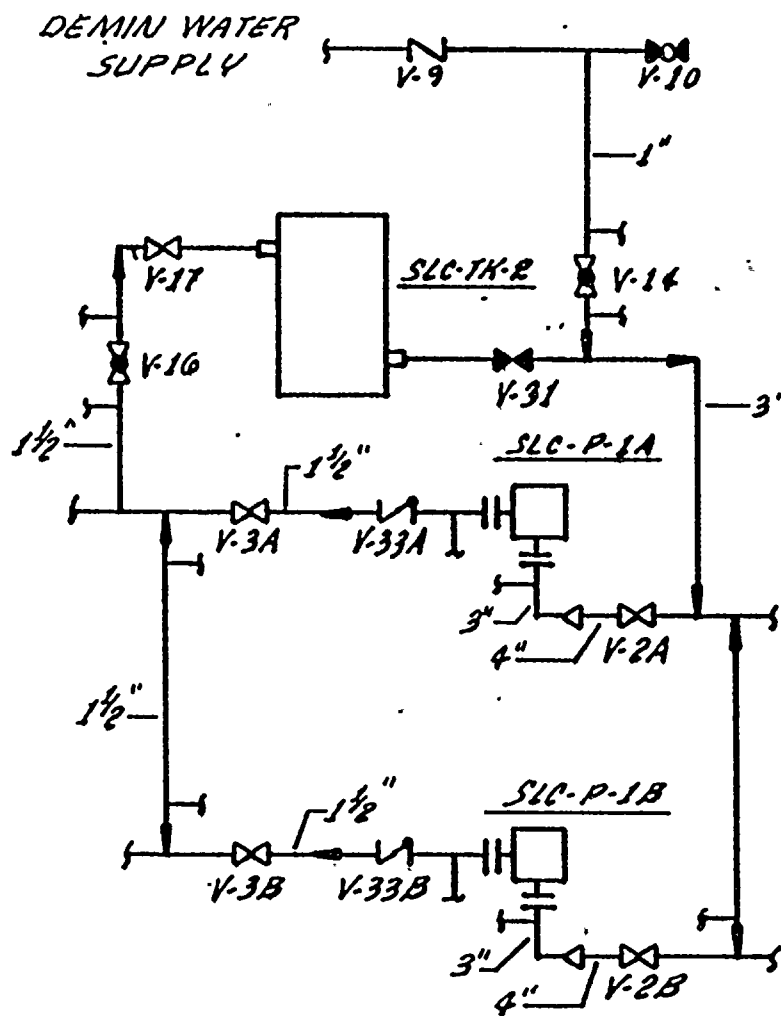 DEMIN WATER
SUPPLY
V-9
V-10
1"
SLC-TK-2
V-17
V-14
V-16
V-31
3"
1½"
SLC-P-1A
1½"
V-3A
V-33A
3"
4"
V-2A
1½"
SLC-P-1B
1½"
V-3B
V-33B
3"
4"
V-2B